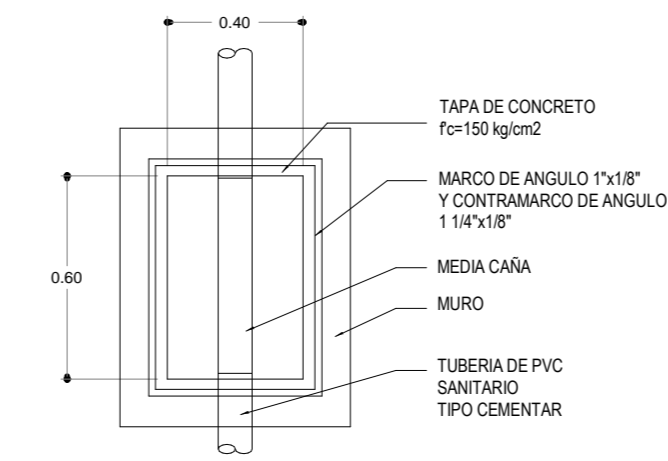 0.40
TAPA DE CONCRETO
f'c=150 kg/cm2
MARCO DE ANGULO 1"x1/8"
Y CONTRAMARCO DE ANGULO
1 1/4"x1/8"
0.60
MEDIA CAÑA
MURO
TUBERIA DE PVC
SANITARIO
TIPO CEMENTAR